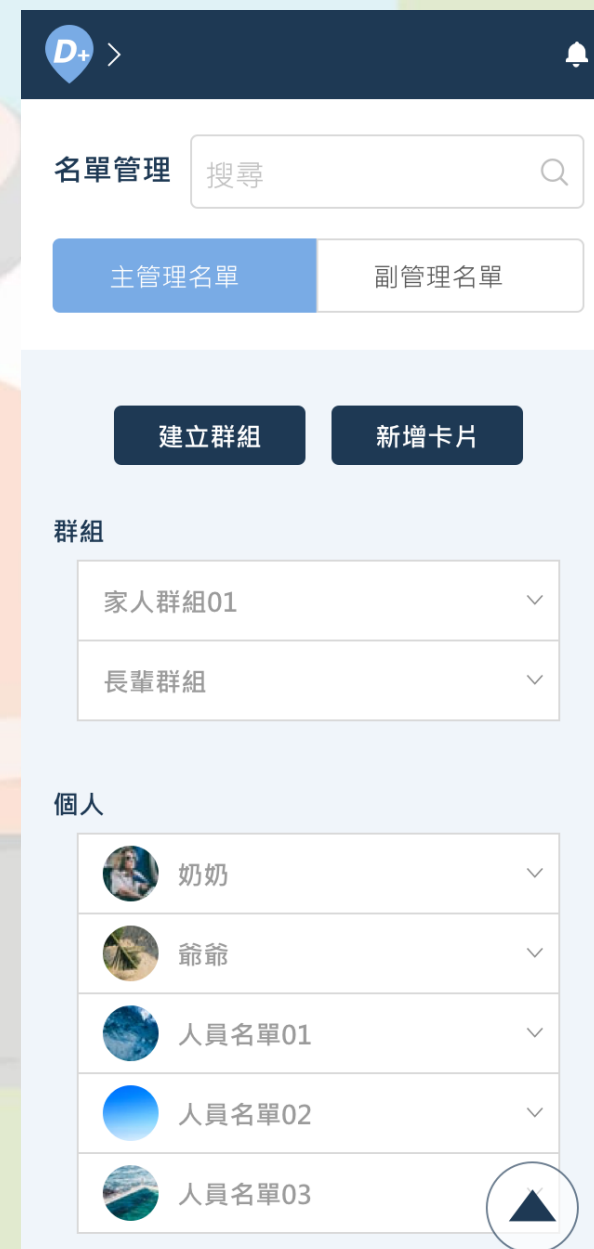 D+
名單管理 搜尋
主管理名單 副管理名單
建立群組 新增卡片
群組
家人群組01
長輩群組
個人
奶奶
爺爺
人員名單01
人員名單02
人員名單03